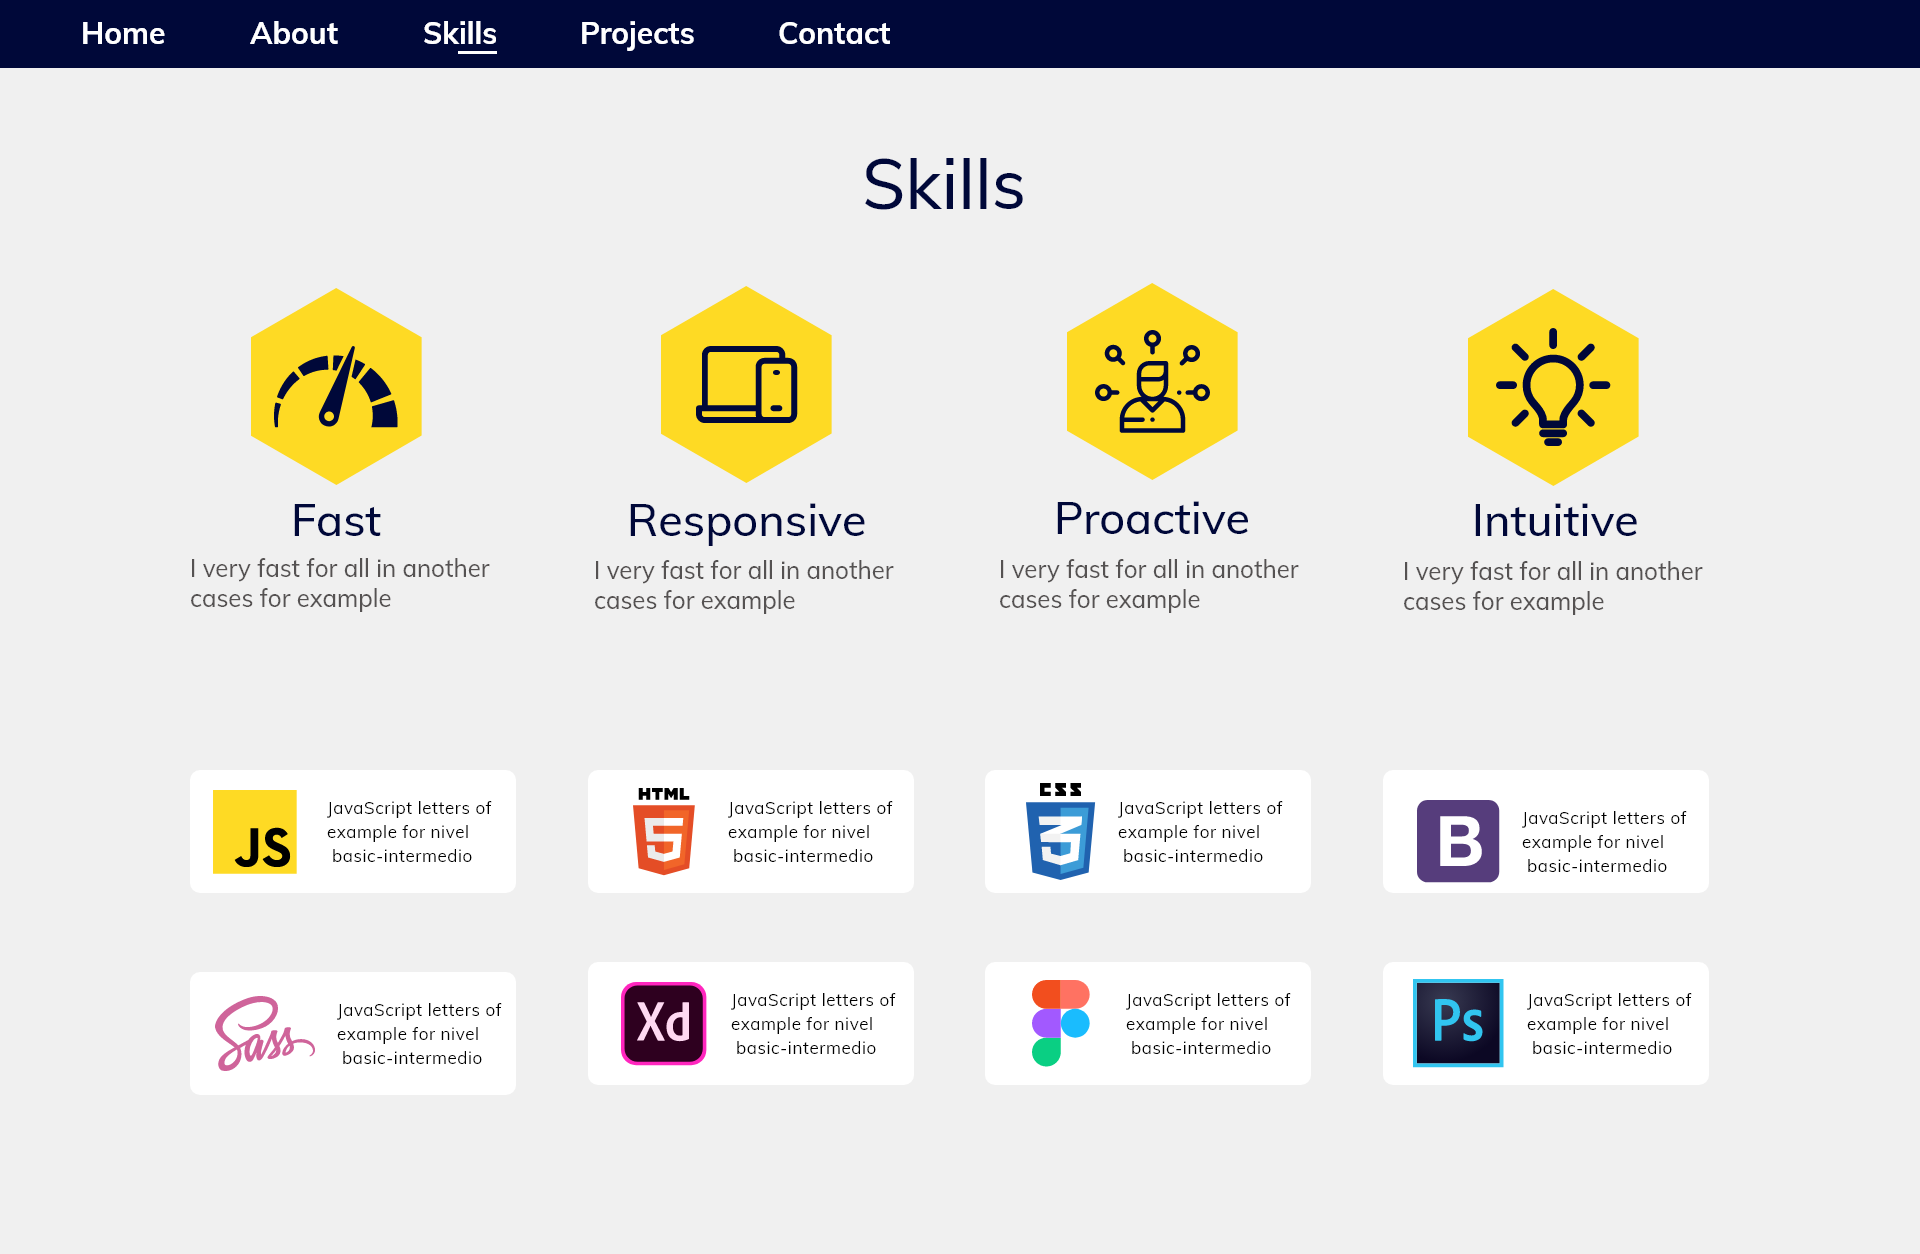 Home About Skills Projects Contact
Skills
Fast
I very fast for all in another
cases for example
Responsive
I very fast for all in another
cases for example
Proactive
I very fast for all in another
cases for example
Intuitive
I very fast for all in another
cases for example
JS
JavaScript letters of
example for nivel
basic-intermedio
HTML
5
JavaScript letters of
example for nivel
basic-intermedio
CSS
3
JavaScript letters of
example for nivel
basic-intermedio
B
JavaScript letters of
example for nivel
basic-intermedio
Sass
JavaScript letters of
example for nivel
basic-intermedio
Xd
JavaScript letters of
example for nivel
basic-intermedio
JavaScript letters of
example for nivel
basic-intermedio
Ps
JavaScript letters of
example for nivel
basic-intermedio